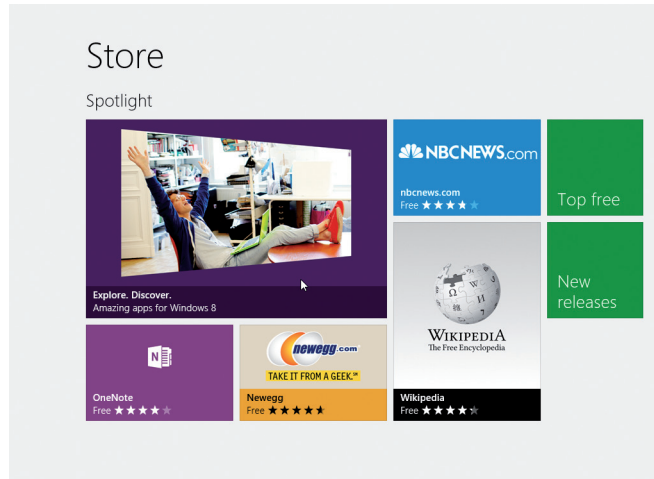 Store
Spotlight
Explore. Discover.
Amazing apps for Windows 8
NBCNEWS.com
nbcnews.com
Free
Top free
Ω W И
WIKIPEDIA
The Free Encyclopedia
Wikipedia
Free
New
releases
N
OneNote
Free
newegg.com
TAKE IT FROM A GEEK.℠
Newegg
Free